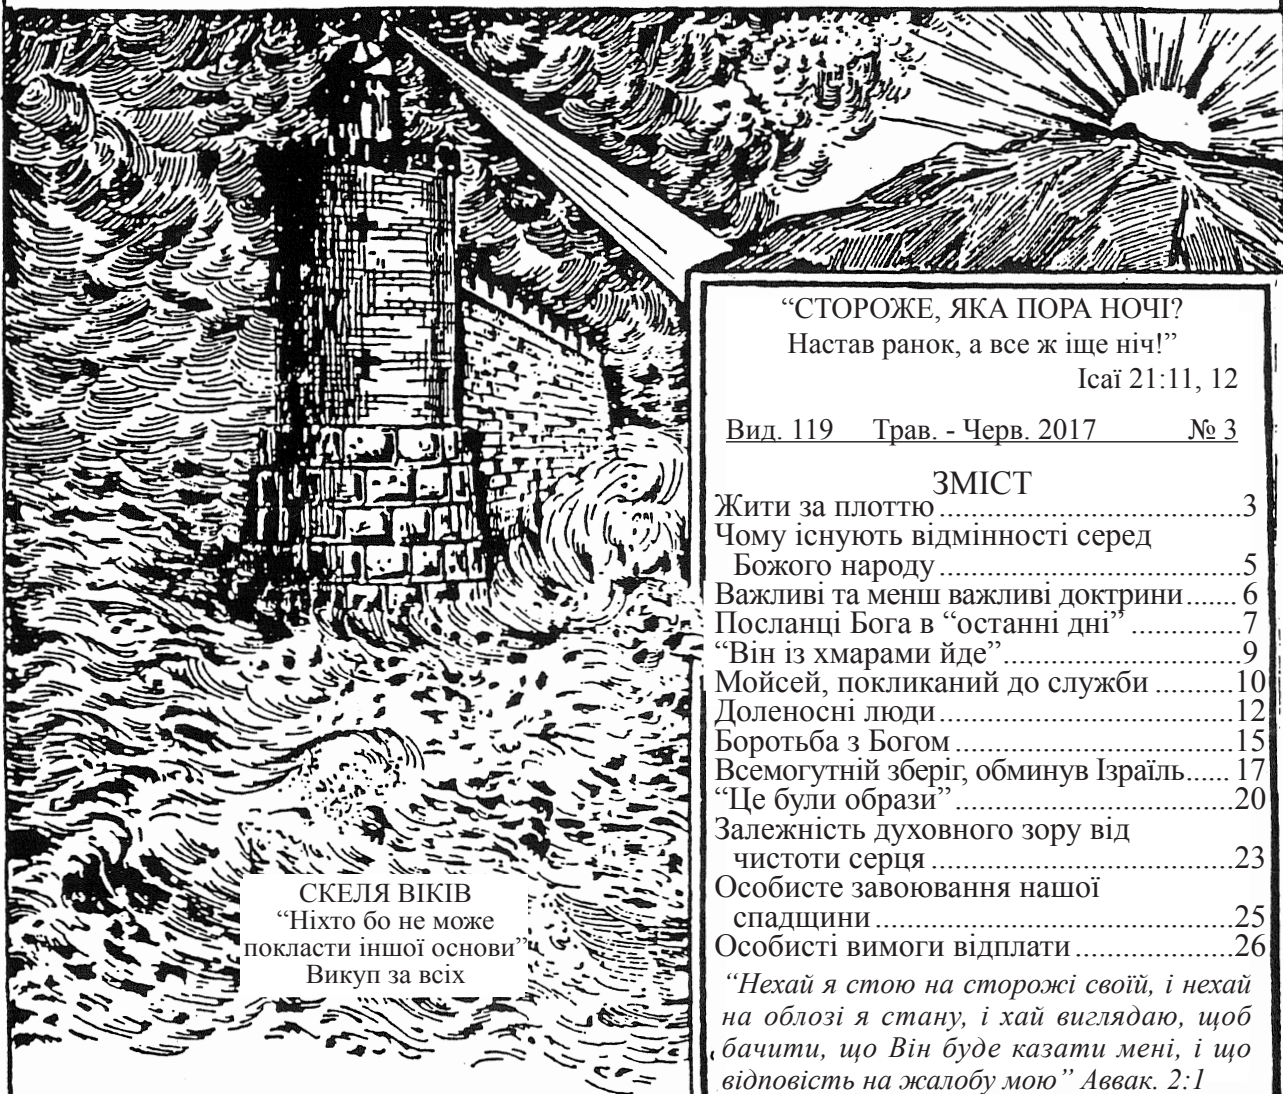 “СТОРОЖЕ, ЯКА ПОРА НОЧІ?
Настав ранок, а все ж іще ніч!”
Ісаї 21:11, 12
Вид. 119 Трав. - Черв. 2017 № 3
ЗМІСТ
Жити за плоттю....................................3
Чому існують відмінності серед
Божого народу...................................5
Важливі та менш важливі доктрини.......6
Посланці Бога в “останні дні”..............7
“Він із хмарами йде”............................9
Мойсей, покликаний до служби..........10
Доленосні люди.................................12
Боротьба з Богом...............................15
Всемогутній зберіг, обминув Ізраїль......17
“Це були образи”...............................20
Залежність духовного зору від
чистоти серця..................................23
Особисте завоювання нашої
спадщини........................................25
Особисті вимоги відплати..................26
“Нехай я стою на сторожі своїй, і нехай
на облозі я стану, і хай виглядаю, щоб
бачити, що Він буде казати мені, і що
відповість на жалобу мою” Аввак. 2:1
СКЕЛЯ ВІКІВ
“Ніхто бо не може
покласти іншої основи”
Викуп за всіх